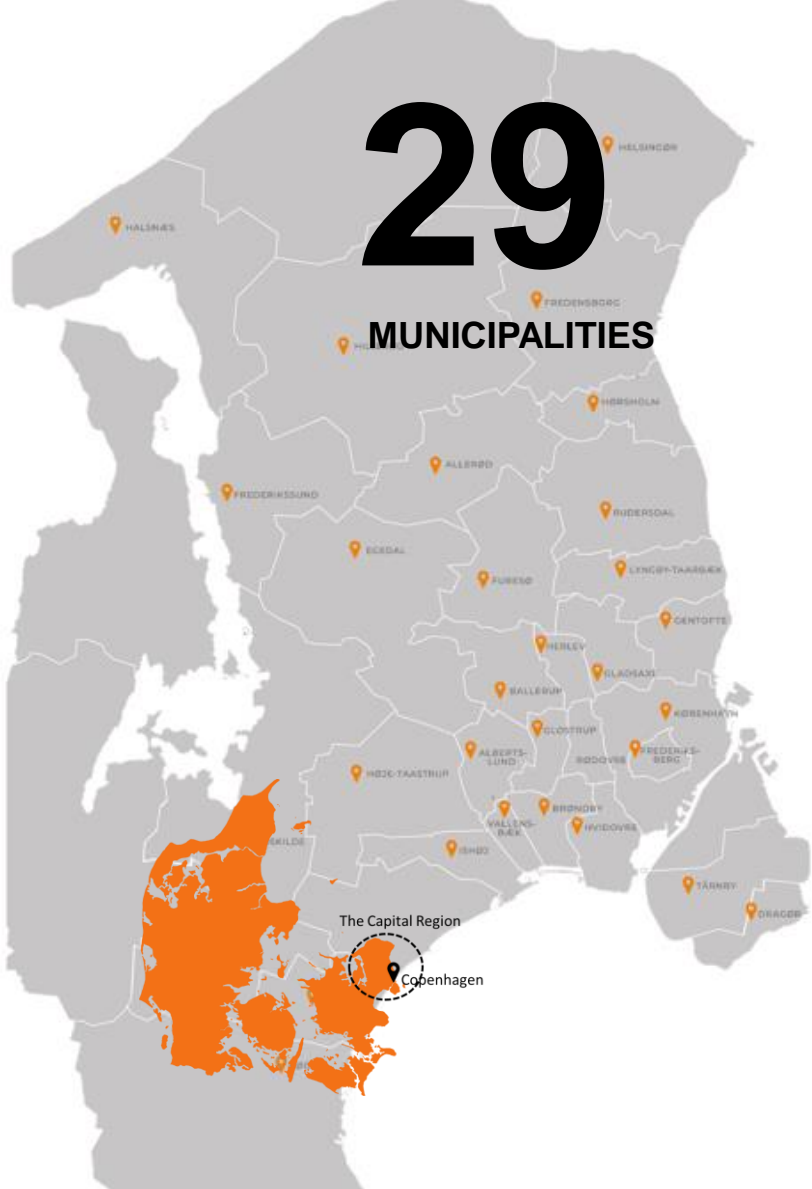 29
HELSINGØR
HALSNÆS
FREDENSBORG
MUNICIPALITIES
HØRSHOLM
ALLERØD
FREDERIKSSUND
RUDERSDAL
EGEDAL
LYNGBY-TAARBÆK
FURESØ
GENTOFTE
HERLEV
GLADSAXE
BALLERUP
KØBENHAVN
GLOSTRUP
ALBERTS-
LUND
RØDOVRE
FREDERIKS-
BERG
HØJE-TAASTRUP
VALLENS-
BÆK
BRØNDBY
HVIDOVRE
SKILDE
ISHØJ
TÅRNBY
DRAGØR
The Capital Region
Copenhagen